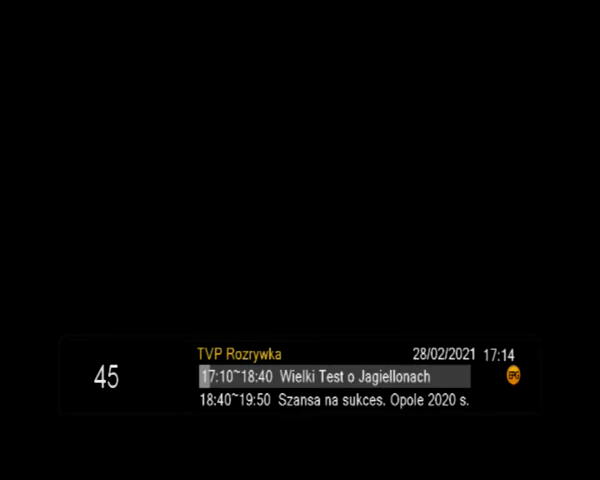 TVP Rozrywka 28/02/2021 17:14
45
17:10~18:40 Wielki Test o Jagiellonach
EPG
18:40~19:50 Szansa na sukces. Opole 2020 s.